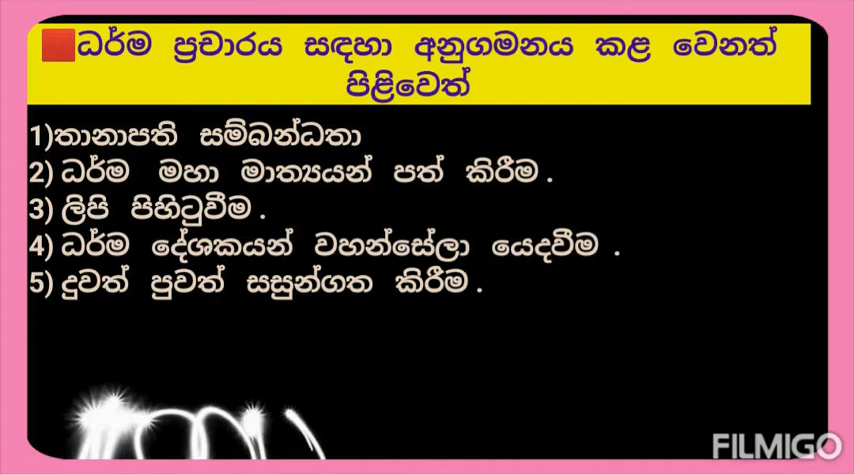 🟥ධර්ම ප්‍රචාරය සඳහා අනුගමනය කළ වෙනත්
පිළිවෙත්
1)තානාපති සම්බන්ධතා
2) ධර්ම මහා මාත්‍යයන් පත් කිරීම .
3) ලිපි පිහිටුවීම .
4) ධර්ම දේශකයන් වහන්සේලා යෙදවීම .
5) දුවත් පුවත් සසුන්ගත කිරීම .
FILMIGO